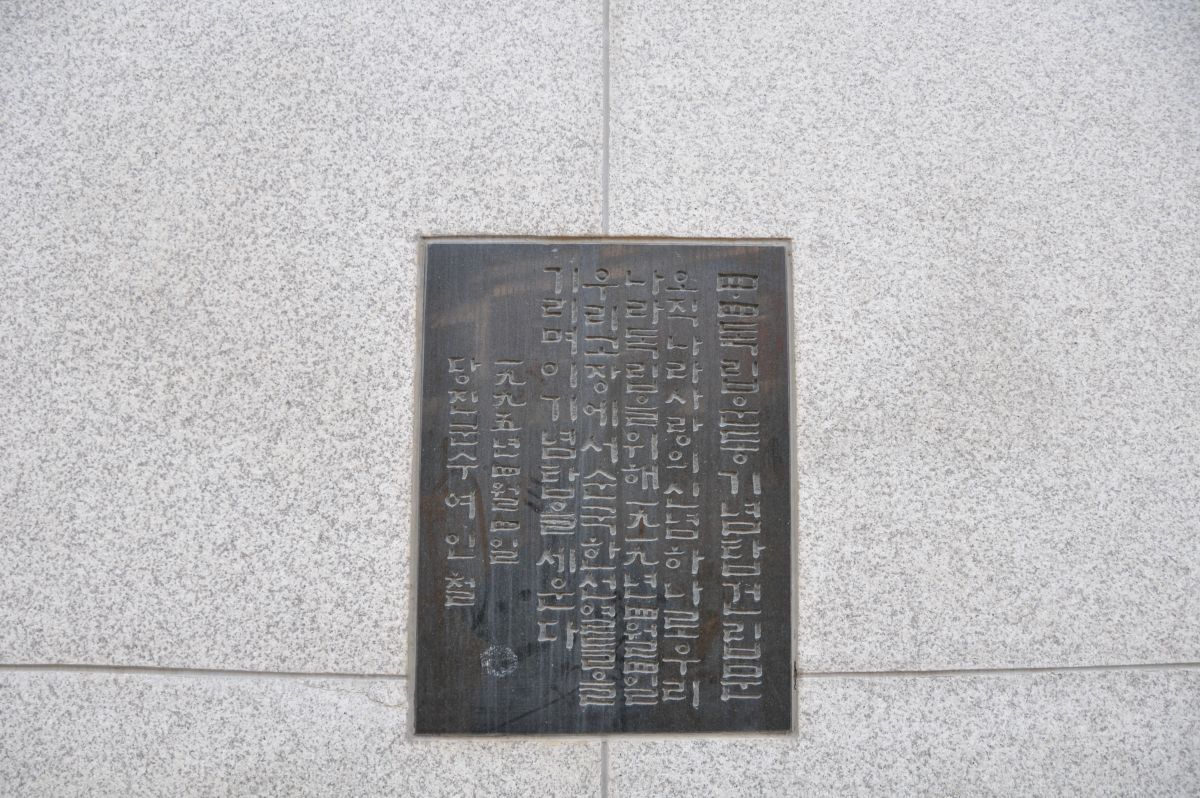 四四독립운동 기념탑 건립문
오직 나라사랑의 신념 하나로 우리
나라 독립을 위해 一九一九년 四월 四일
우리 고장에서 순국한 선열들을
기리며 이 기념탑을 세운다
一九九五년 四월 四일
당진군수 여인철